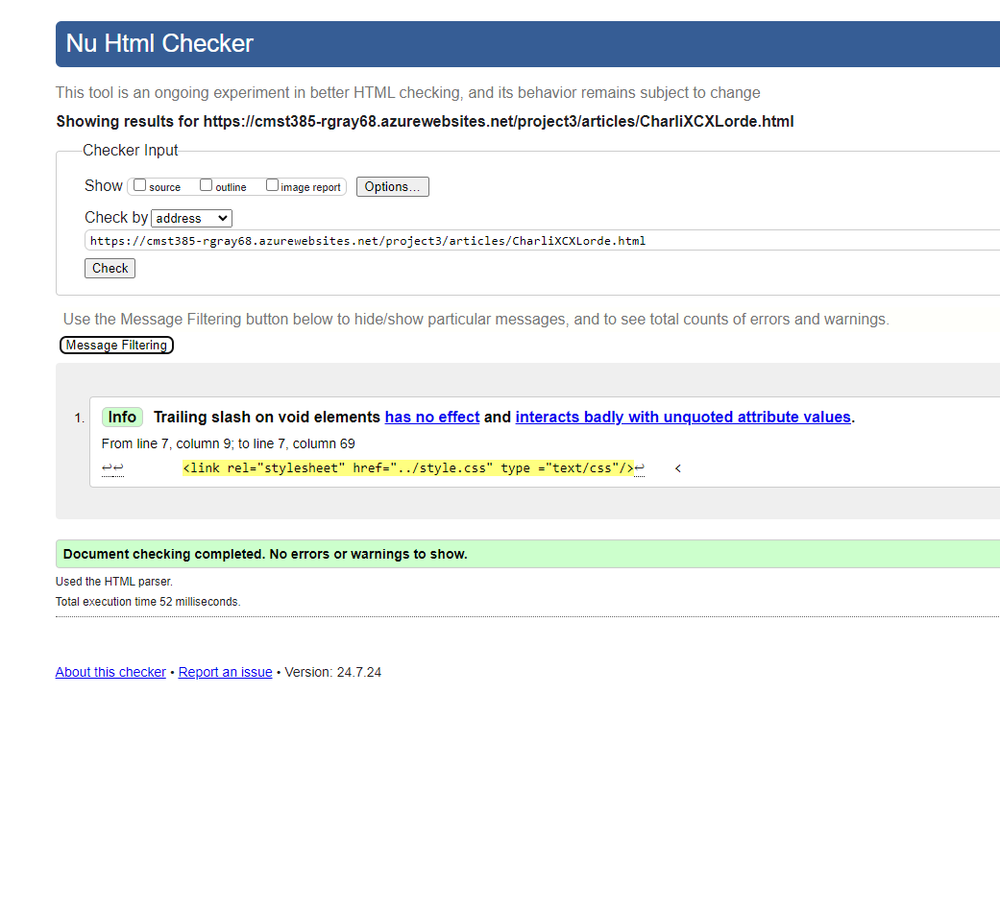 Nu Html Checker
This tool is an ongoing experiment in better HTML checking, and its behavior remains subject to change
Showing results for https://cmst385-rgray68.azurewebsites.net/project3/articles/CharliXCXLorde.html
Checker Input
Show source outline image report Options...
Check by address
https://cmst385-rgray68.azurewebsites.net/project3/articles/CharliXCXLorde.html
Check
Use the Message Filtering button below to hide/show particular messages, and to see total counts of errors and warnings.
Message Filtering
1. Info Trailing slash on void elements has no effect and interacts badly with unquoted attribute values.
From line 7, column 9; to line 7, column 69
↩↩ <link rel="stylesheet" href="../style.css" type ="text/css"/>↩ <
Document checking completed. No errors or warnings to show.
Used the HTML parser.
Total execution time 52 milliseconds.
About this checker • Report an issue • Version: 24.7.24